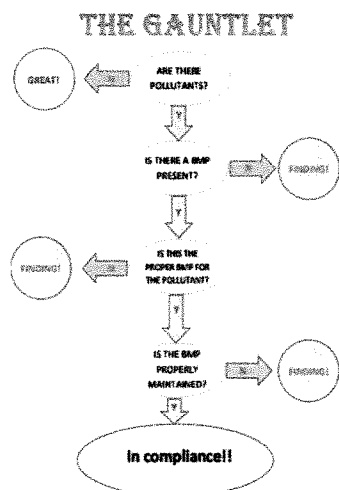 THE GAUNTLET
ARE THERE
POLLUTANTS?
GREAT!
N
Y
IS THERE A BMP
PRESENT?
N
FINDING!
Y
IS THIS THE
PROPER BMP FOR
THE POLLUTANT?
FINDING!
N
Y
IS THE BMP
PROPERLY
MAINTAINED?
N
FINDING!
Y
In compliance!!